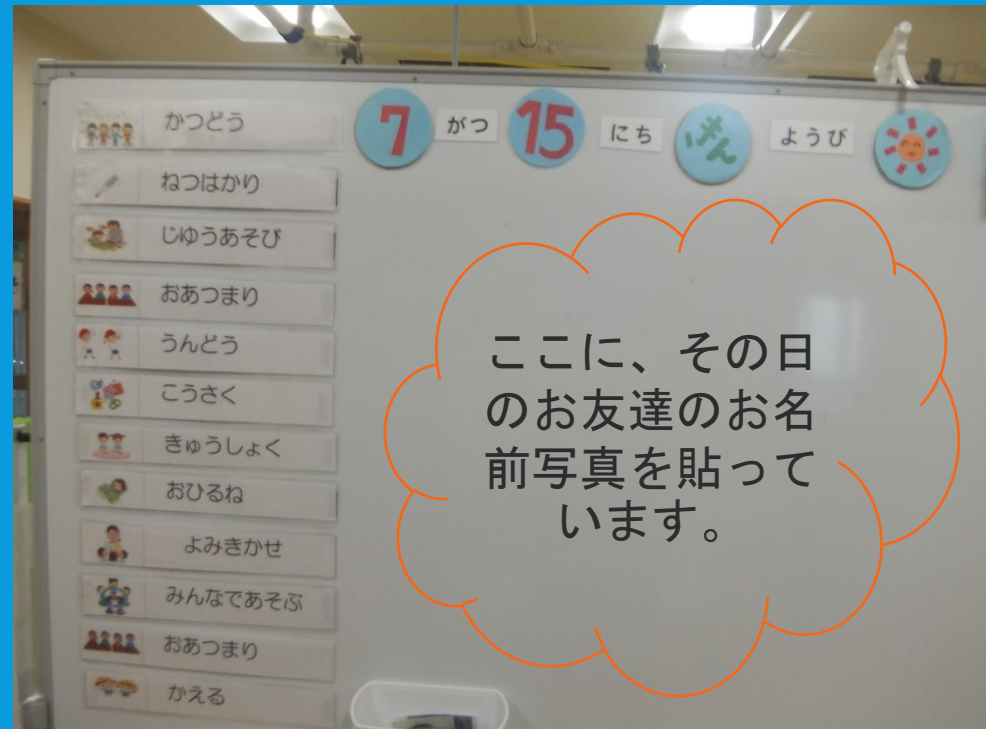 かつどう
7 がつ 15 にち きん ようび
ねつはかり
じゆうあそび
おあつまり
うんどう
こうさく
きゅうしょく
おひるね
よみきかせ
みんなであそぶ
おあつまり
かえる
ここに、その日
のお友達のお名
前写真を貼って
います。